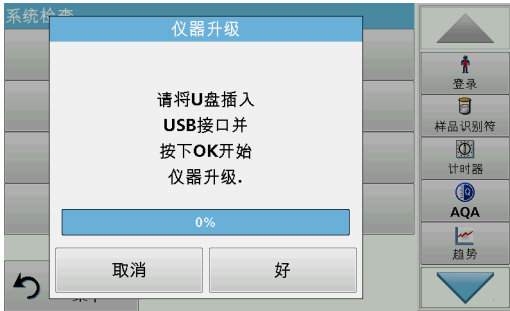 系统检查
仪器升级
请将U盘插入
USB接口并
按下OK开始
仪器升级.
0%
取消
好
登录
样品识别符
计时器
AQA
趋势